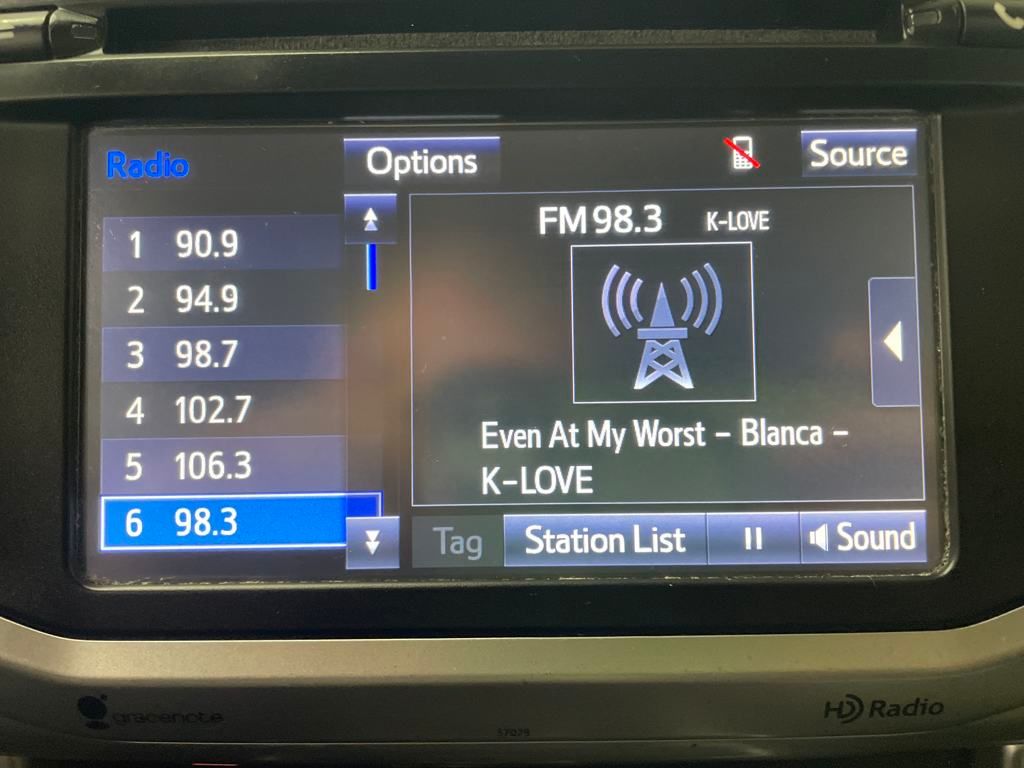 Radio
Options
Source
1 90.9
2 94.9
3 98.7
4 102.7
5 106.3
6 98.3
FM 98.3 K-LOVE
Even At My Worst - Blanca -
K-LOVE
Tag
Station List
Sound
gracenote
57079
HD Radio